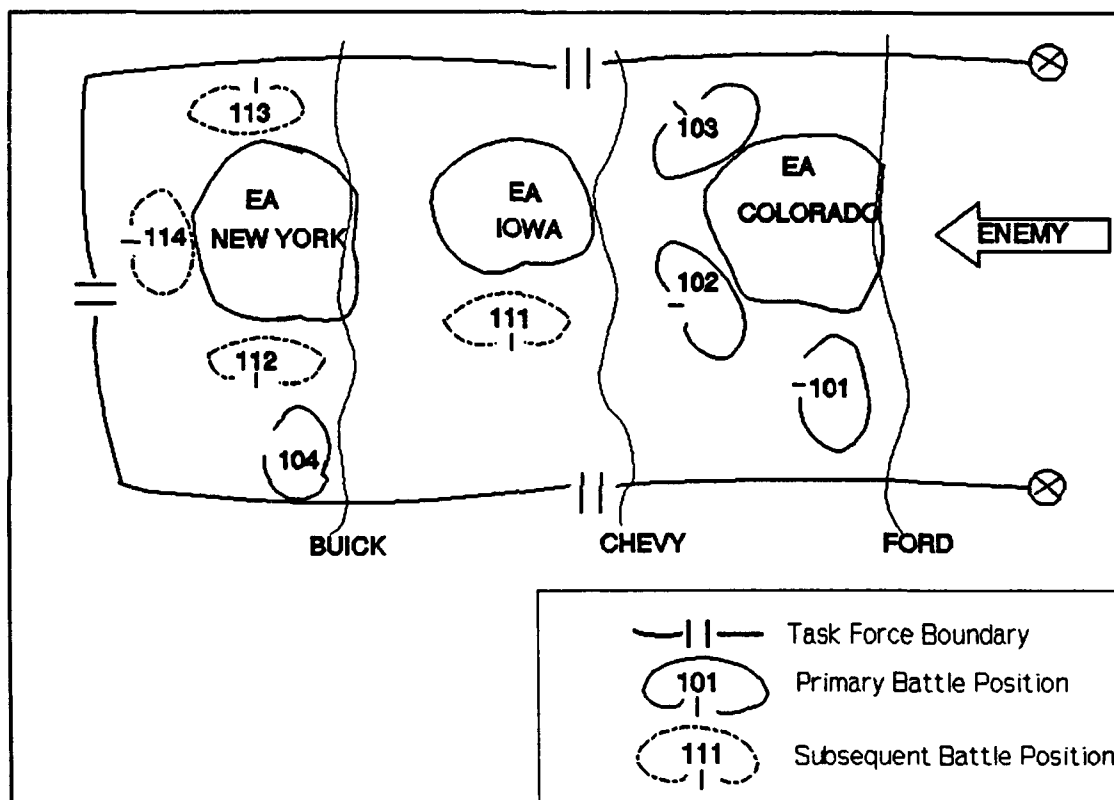 113
103
EA
COLORADO
EA
IOWA
EA
NEW YORK
114
ENEMY
102
111
112
101
104
BUICK
CHEVY
FORD
Task Force Boundary
101
Primary Battle Position
111
Subsequent Battle Position